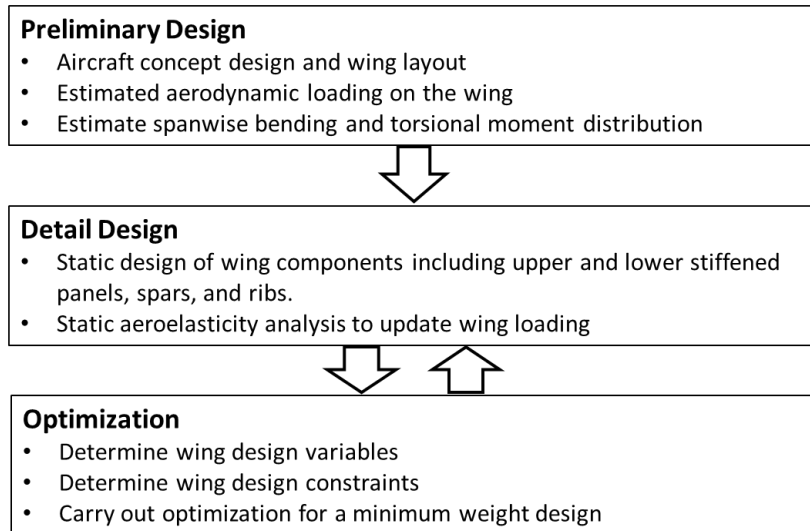 Preliminary Design
• Aircraft concept design and wing layout
• Estimated aerodynamic loading on the wing
• Estimate spanwise bending and torsional moment distribution
Detail Design
• Static design of wing components including upper and lower stiffened
panels, spars, and ribs.
• Static aeroelasticity analysis to update wing loading
Optimization
• Determine wing design variables
• Determine wing design constraints
• Carry out optimization for a minimum weight design